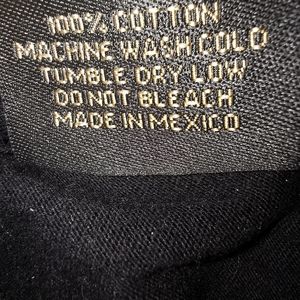 100% COTTON
MACHINE WASH COLD
TUMBLE DRY LOW
DO NOT BLEACH
MADE IN MEXICO